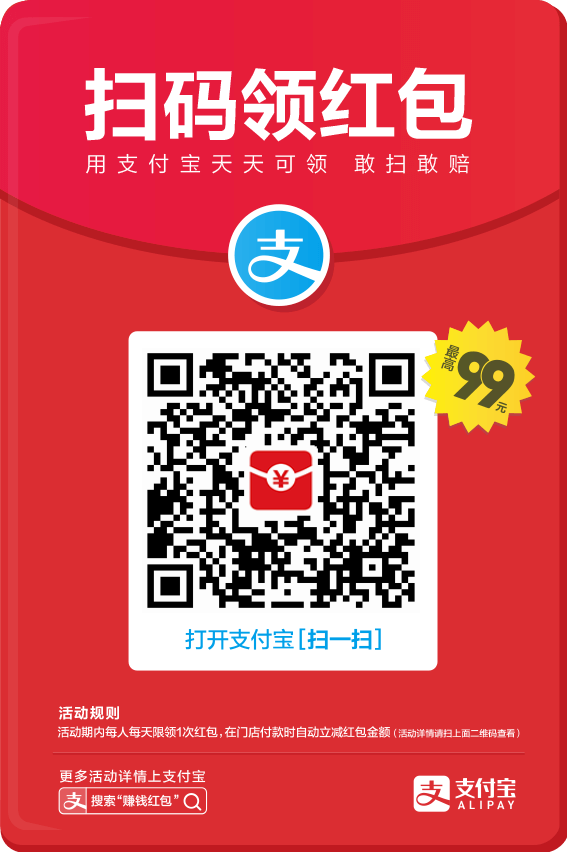 扫码领红包
用支付宝天天可领 敢扫敢赔
支
最高
99
元
¥
打开支付宝[扫一扫]
活动规则
活动期内每人每天限领1次红包，在门店付款时自动立减红包金额（活动详情请扫上面二维码查看）
更多活动详情上支付宝
支 搜索“赚钱红包”
支 支付宝
ALIPAY